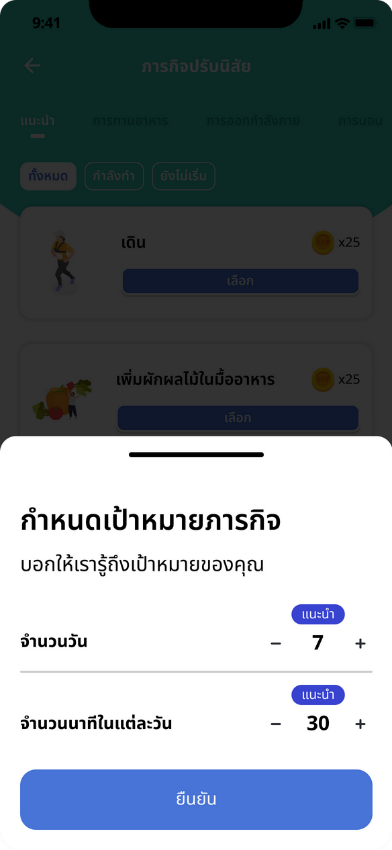 9:41
ภารกิจปรับนิสัย
แนะนำ การทานอาหาร การออกกำลังกาย การนอน
ทั้งหมด กำลังทำ ยังไม่เริ่ม
เดิน x25
เลือก
เพิ่มผักผลไม้ในมื้ออาหาร x25
เลือก
กำหนดเป้าหมายภารกิจ
บอกให้เรารู้ถึงเป้าหมายของคุณ
แนะนำ
จำนวนวัน − 7 +
แนะนำ
จำนวนนาทีในแต่ละวัน − 30 +
ยืนยัน